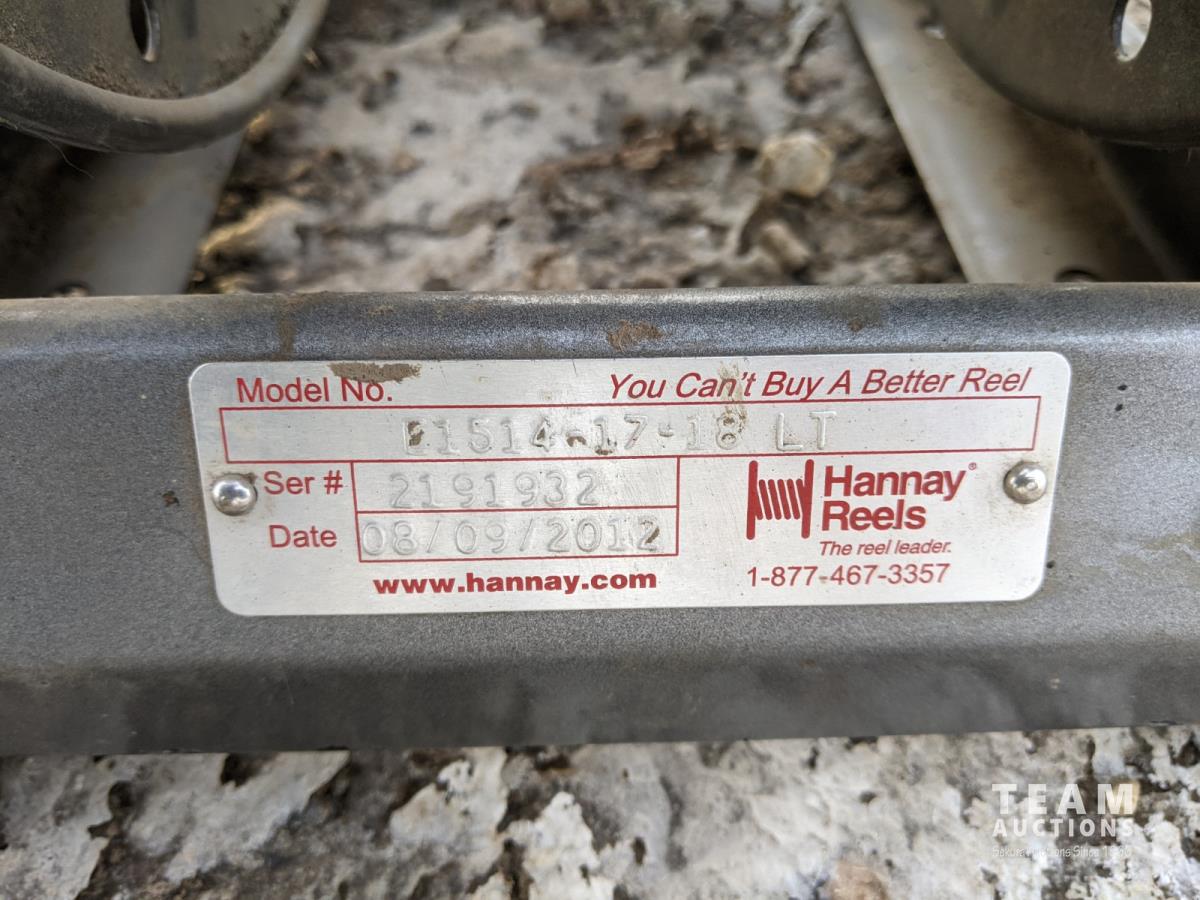 Model No.
You Can't Buy A Better Reel
E1514-17-18 LT
Ser # 2191932
Date 08/09/2012
Hannay®
Reels
The reel leader.
www.hannay.com
1-877-467-3357
TEAM
AUCTIONS